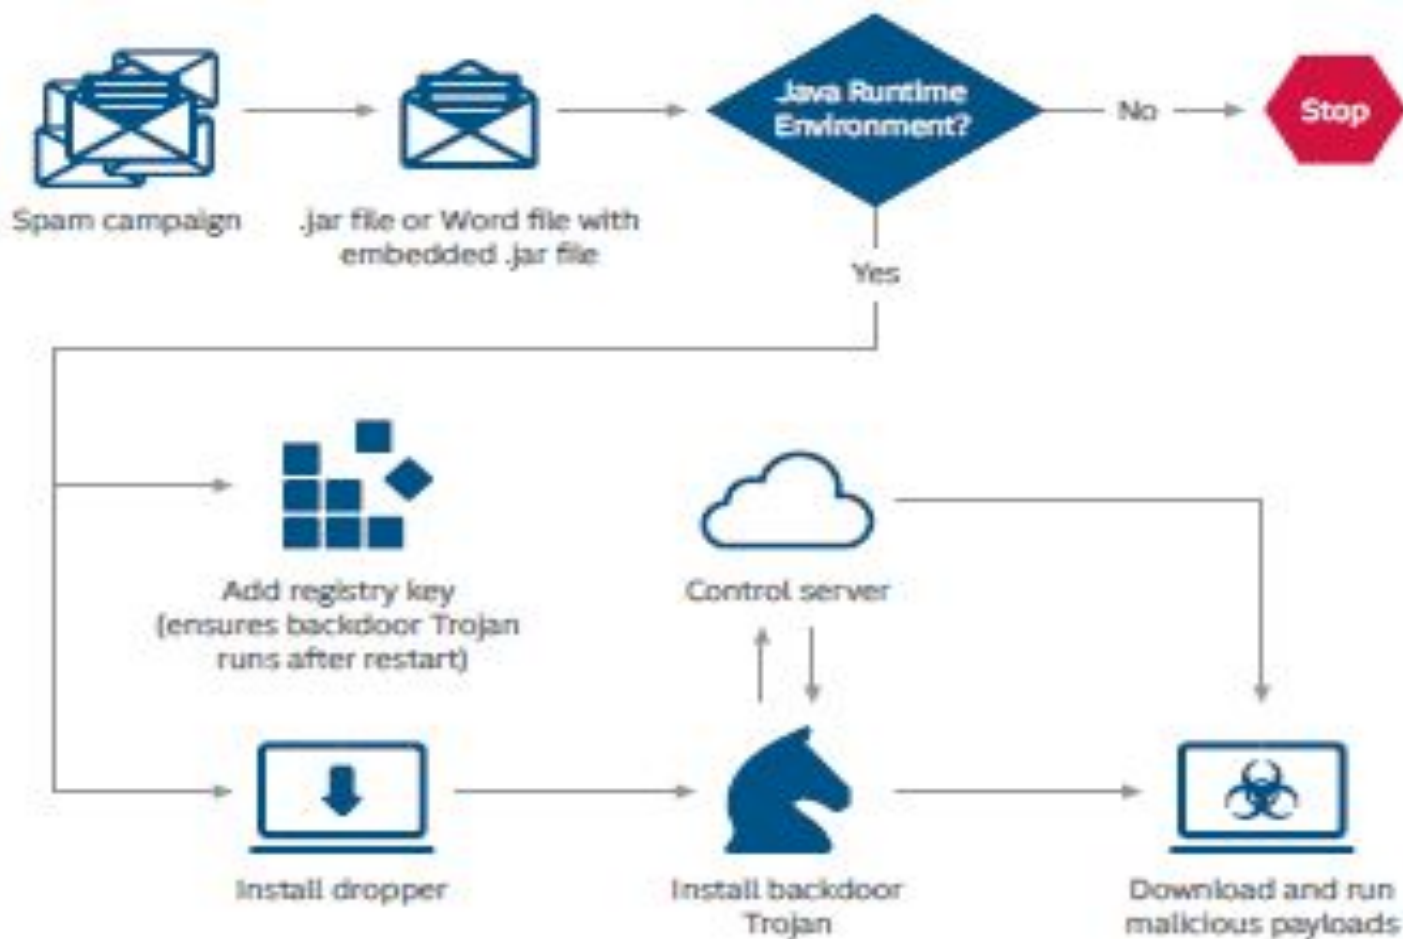 Java Runtime
Environment?
No
Stop
Spam campaign
.jar file or Word file with
embedded .jar file
Yes
Add registry key
(ensures backdoor Trojan
runs after restart)
Control server
Install dropper
Install backdoor
Trojan
Download and run
malicious payloads